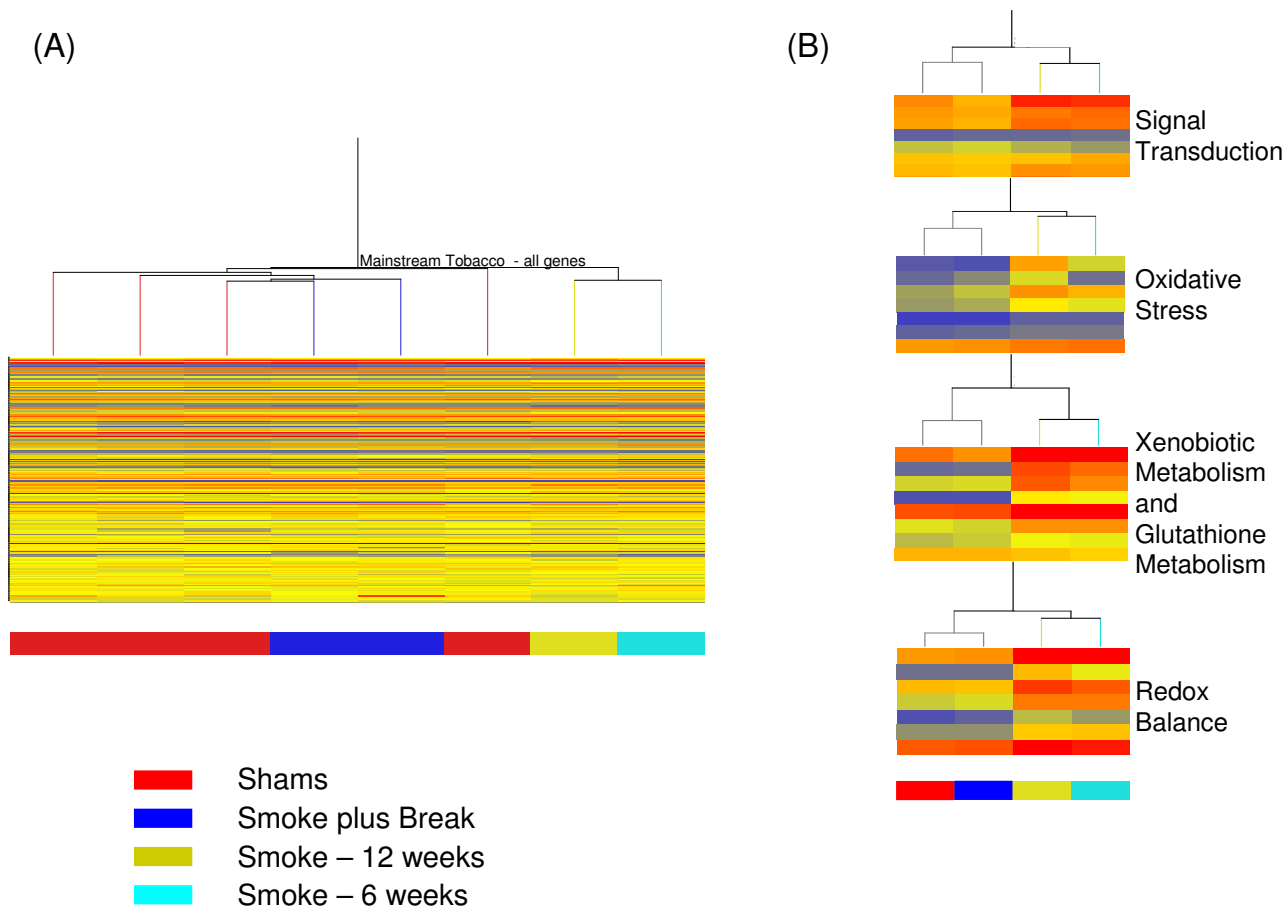 (A)
Mainstream Tobacco - all genes
Shams
Smoke plus Break
Smoke – 12 weeks
Smoke – 6 weeks
(B)
Signal
Transduction
Oxidative
Stress
Xenobiotic
Metabolism
and
Glutathione
Metabolism
Redox
Balance